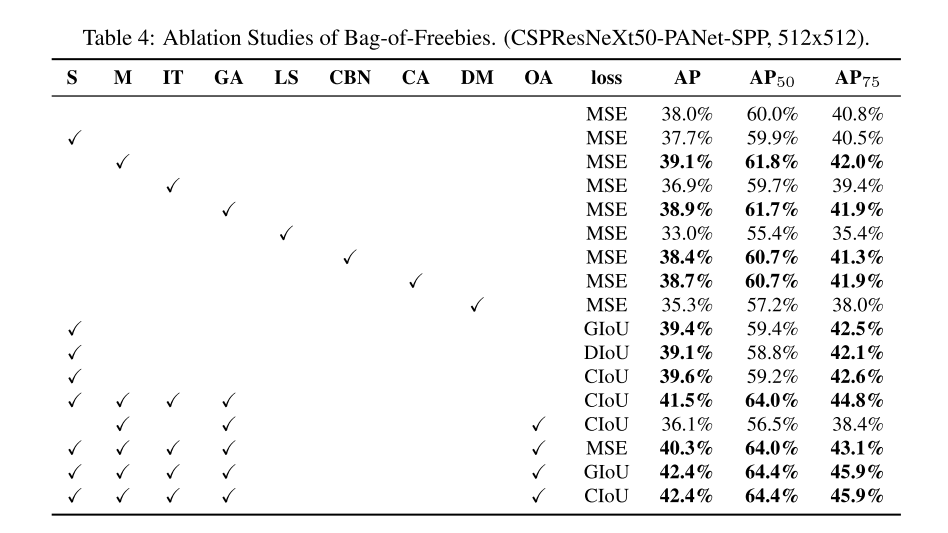 Table 4: Ablation Studies of Bag-of-Freebies. (CSPResNeXt50-PANet-SPP, 512x512).
S M IT GA LS CBN CA DM OA loss AP AP50 AP75
MSE 38.0% 60.0% 40.8%
✓ MSE 37.7% 59.9% 40.5%
✓ MSE 39.1% 61.8% 42.0%
✓ MSE 36.9% 59.7% 39.4%
✓ MSE 38.9% 61.7% 41.9%
✓ MSE 33.0% 55.4% 35.4%
✓ MSE 38.4% 60.7% 41.3%
✓ MSE 38.7% 60.7% 41.9%
✓ MSE 35.3% 57.2% 38.0%
✓ GIoU 39.4% 59.4% 42.5%
✓ DIoU 39.1% 58.8% 42.1%
✓ CIoU 39.6% 59.2% 42.6%
✓ ✓ ✓ ✓ CIoU 41.5% 64.0% 44.8%
✓ ✓ ✓ CIoU 36.1% 56.5% 38.4%
✓ ✓ ✓ ✓ ✓ MSE 40.3% 64.0% 43.1%
✓ ✓ ✓ ✓ ✓ GIoU 42.4% 64.4% 45.9%
✓ ✓ ✓ ✓ ✓ CIoU 42.4% 64.4% 45.9%